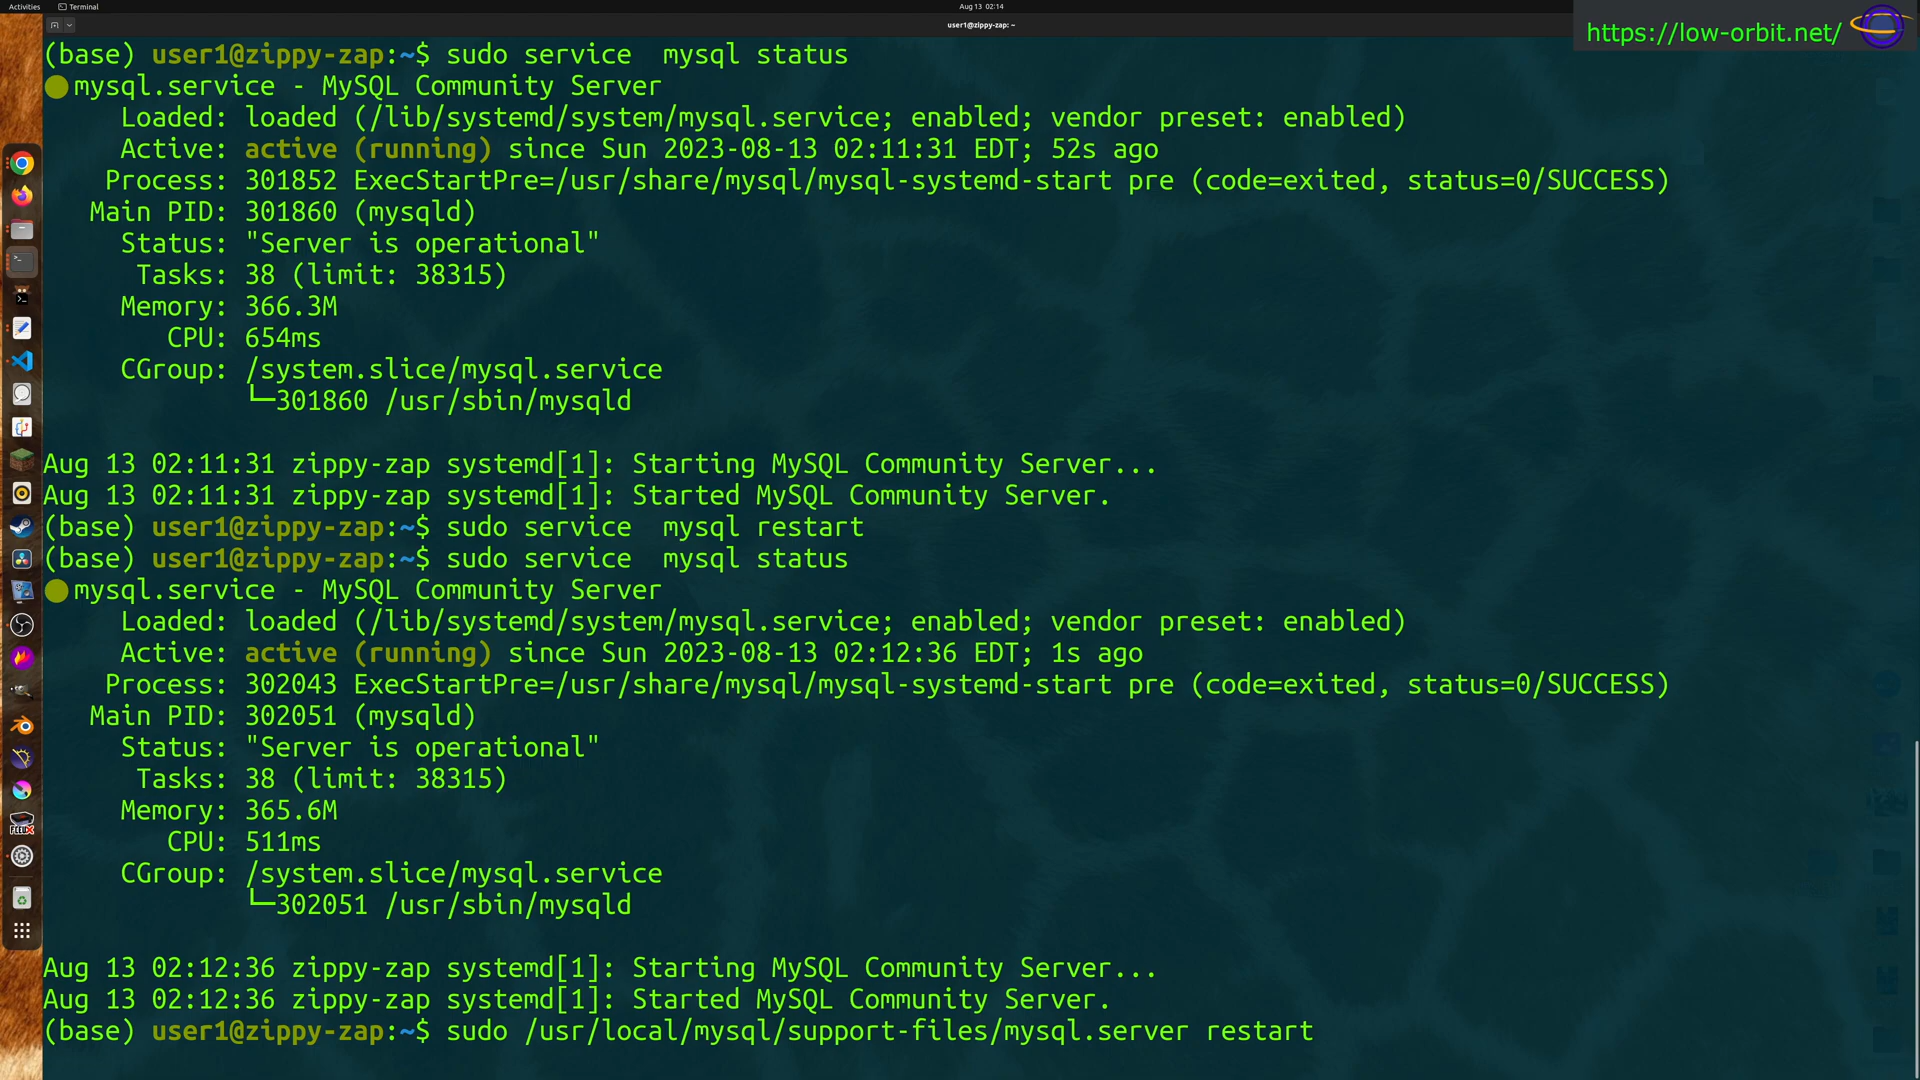 Activities Terminal Aug 13 02:14
user1@zippy-zap: ~
https://low-orbit.net/
(base) user1@zippy-zap:~$ sudo service  mysql status
mysql.service - MySQL Community Server
Loaded: loaded (/lib/systemd/system/mysql.service; enabled; vendor preset: enabled)
Active: active (running) since Sun 2023-08-13 02:11:31 EDT; 52s ago
Process: 301852 ExecStartPre=/usr/share/mysql/mysql-systemd-start pre (code=exited, status=0/SUCCESS)
Main PID: 301860 (mysqld)
Status: "Server is operational"
Tasks: 38 (limit: 38315)
Memory: 366.3M
CPU: 654ms
CGroup: /system.slice/mysql.service
└─301860 /usr/sbin/mysqld
Aug 13 02:11:31 zippy-zap systemd[1]: Starting MySQL Community Server...
Aug 13 02:11:31 zippy-zap systemd[1]: Started MySQL Community Server.
(base) user1@zippy-zap:~$ sudo service  mysql restart
(base) user1@zippy-zap:~$ sudo service  mysql status
mysql.service - MySQL Community Server
Loaded: loaded (/lib/systemd/system/mysql.service; enabled; vendor preset: enabled)
Active: active (running) since Sun 2023-08-13 02:12:36 EDT; 1s ago
Process: 302043 ExecStartPre=/usr/share/mysql/mysql-systemd-start pre (code=exited, status=0/SUCCESS)
Main PID: 302051 (mysqld)
Status: "Server is operational"
Tasks: 38 (limit: 38315)
Memory: 365.6M
CPU: 511ms
CGroup: /system.slice/mysql.service
└─302051 /usr/sbin/mysqld
Aug 13 02:12:36 zippy-zap systemd[1]: Starting MySQL Community Server...
Aug 13 02:12:36 zippy-zap systemd[1]: Started MySQL Community Server.
(base) user1@zippy-zap:~$ sudo /usr/local/mysql/support-files/mysql.server restart